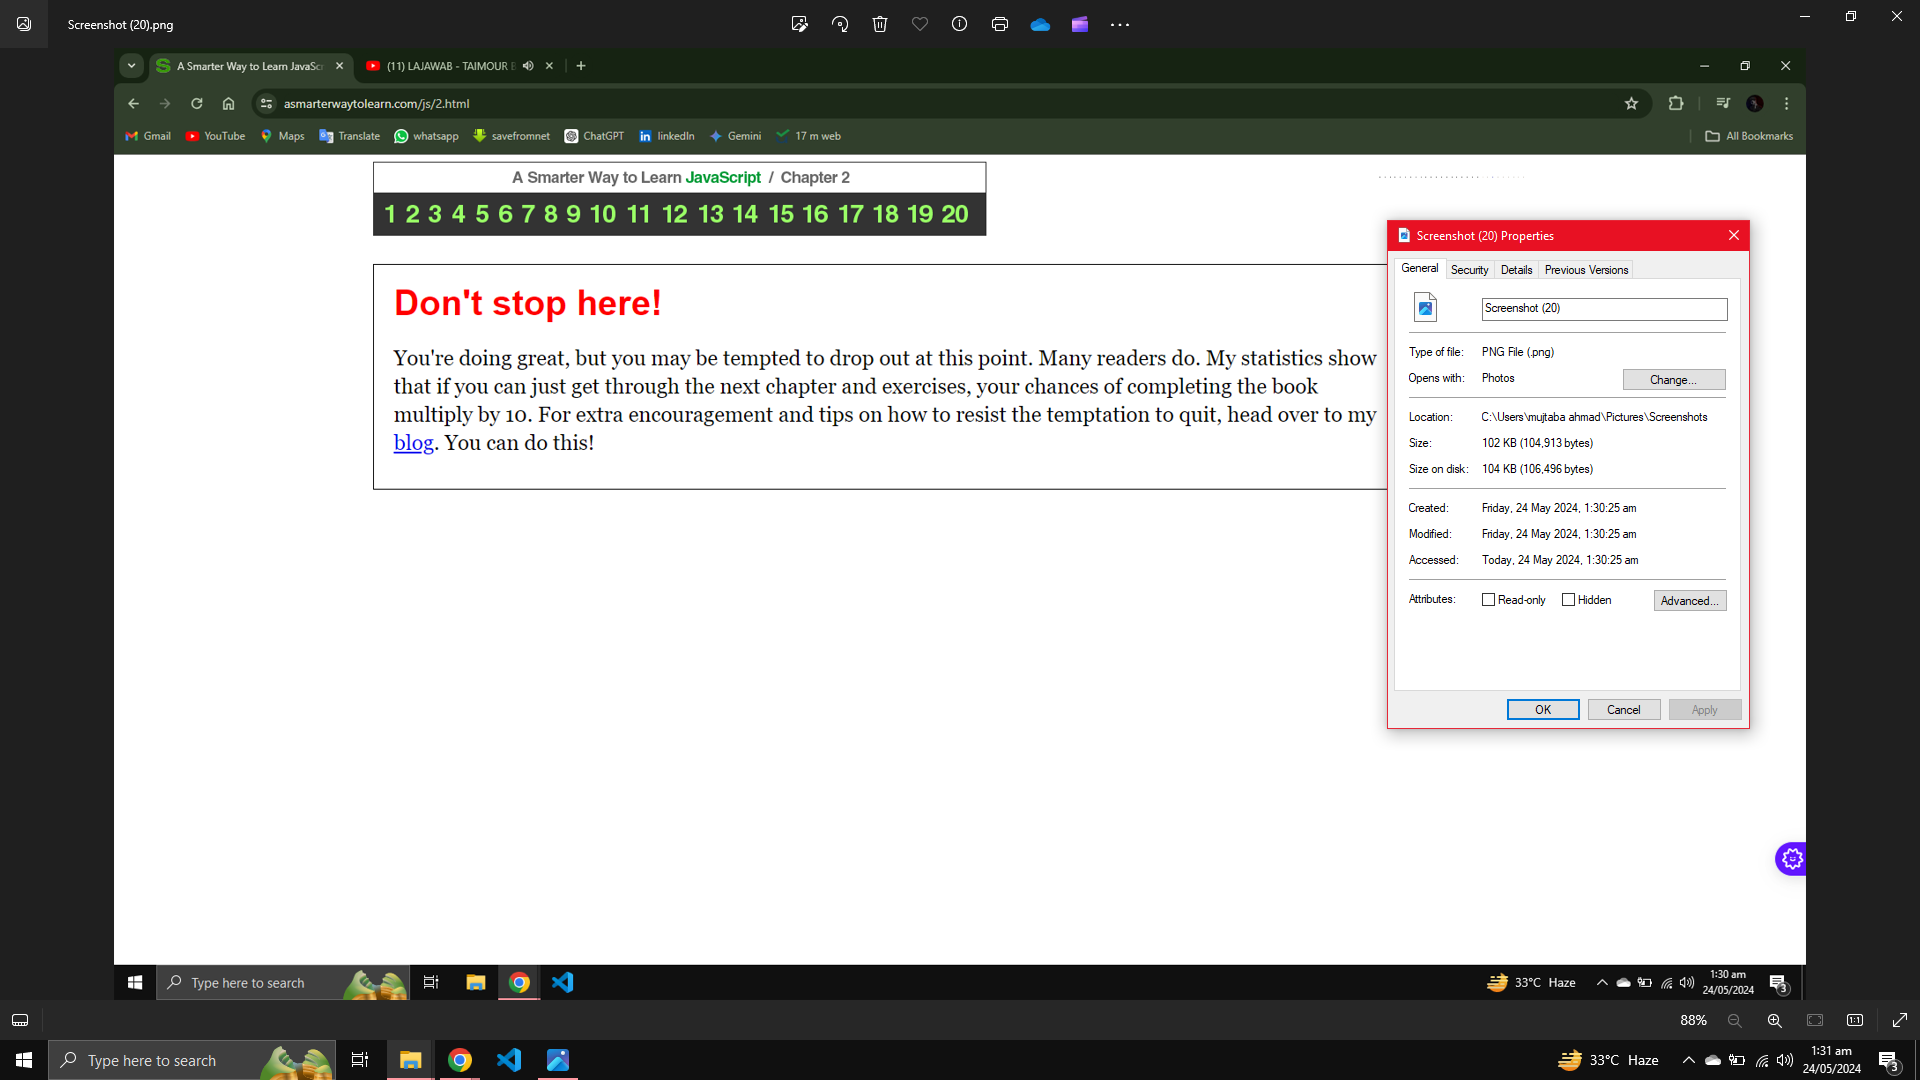 Screenshot (20).png
A Smarter Way to Learn JavaSc
(11) LAJAWAB - TAIMOUR
asmarterwaytolearn.com/js/2.html
Gmail YouTube Maps Translate whatsapp savefromnet ChatGPT linkedIn Gemini 17 m web All Bookmarks
A Smarter Way to Learn JavaScript / Chapter 2
1 2 3 4 5 6 7 8 9 10 11 12 13 14 15 16 17 18 19 20
Don't stop here!
You're doing great, but you may be tempted to drop out at this point. Many readers do. My statistics show
that if you can just get through the next chapter and exercises, your chances of completing the book
multiply by 10. For extra encouragement and tips on how to resist the temptation to quit, head over to my
blog. You can do this!
Screenshot (20) Properties
General Security Details Previous Versions
Screenshot (20)
Type of file: PNG File (.png)
Opens with: Photos Change...
Location: C:\Users\mujtaba ahmad\Pictures\Screenshots
Size: 102 KB (104,913 bytes)
Size on disk: 104 KB (106,496 bytes)
Created: Friday, 24 May 2024, 1:30:25 am
Modified: Friday, 24 May 2024, 1:30:25 am
Accessed: Today, 24 May 2024, 1:30:25 am
Attributes: Read-only Hidden Advanced...
OK Cancel Apply
Type here to search
33°C Haze
1:30 am
24/05/2024
3
88%
1:1
Type here to search
33°C Haze
1:31 am
24/05/2024
3